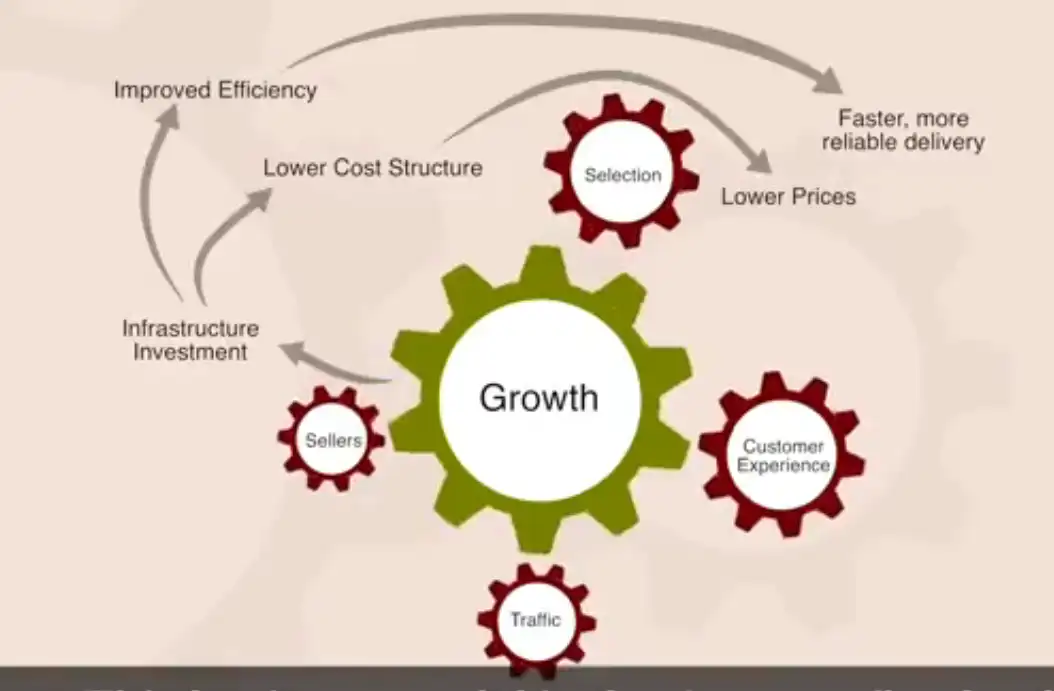 Improved Efficiency
Faster, more
reliable delivery
Lower Cost Structure
Selection
Lower Prices
Infrastructure
Investment
Growth
Sellers
Customer
Experience
Traffic